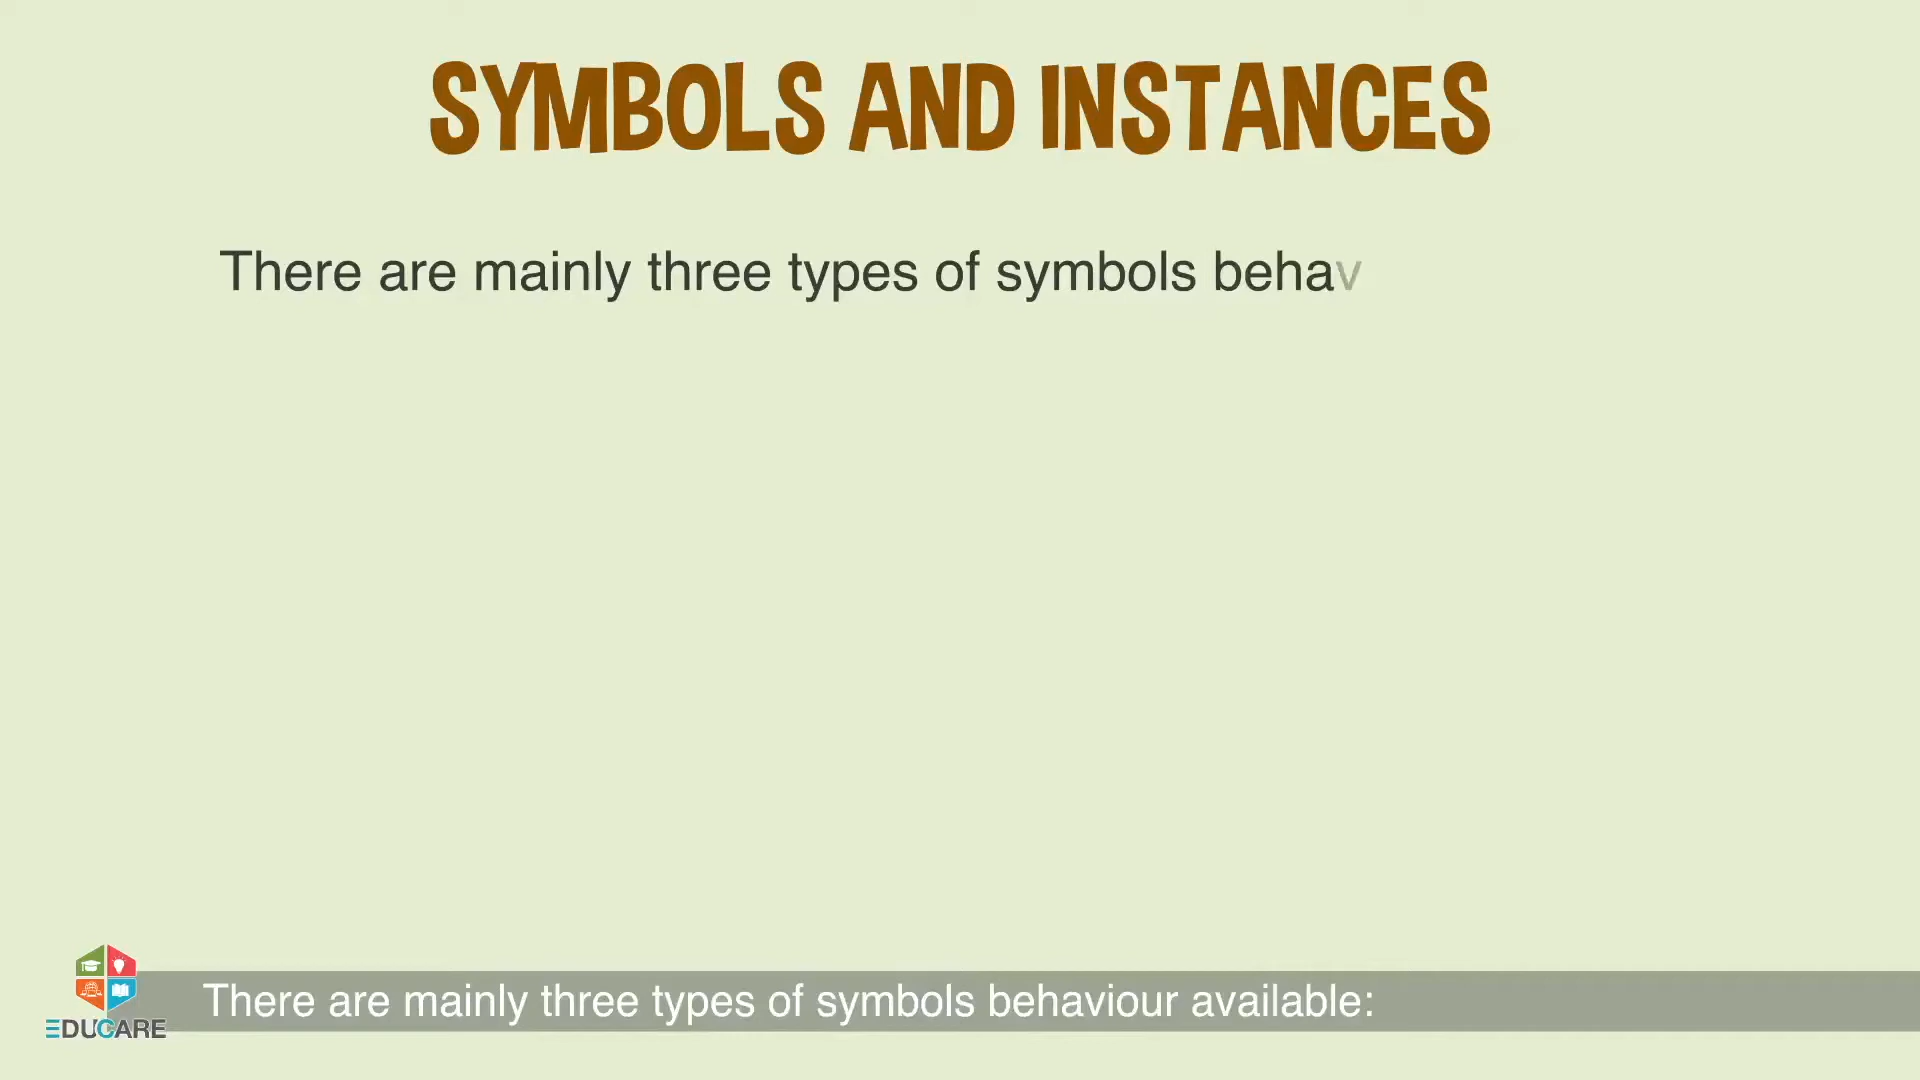 SYMBOLS AND INSTANCES
There are mainly three types of symbols behav
There are mainly three types of symbols behaviour available:
EDUCARE